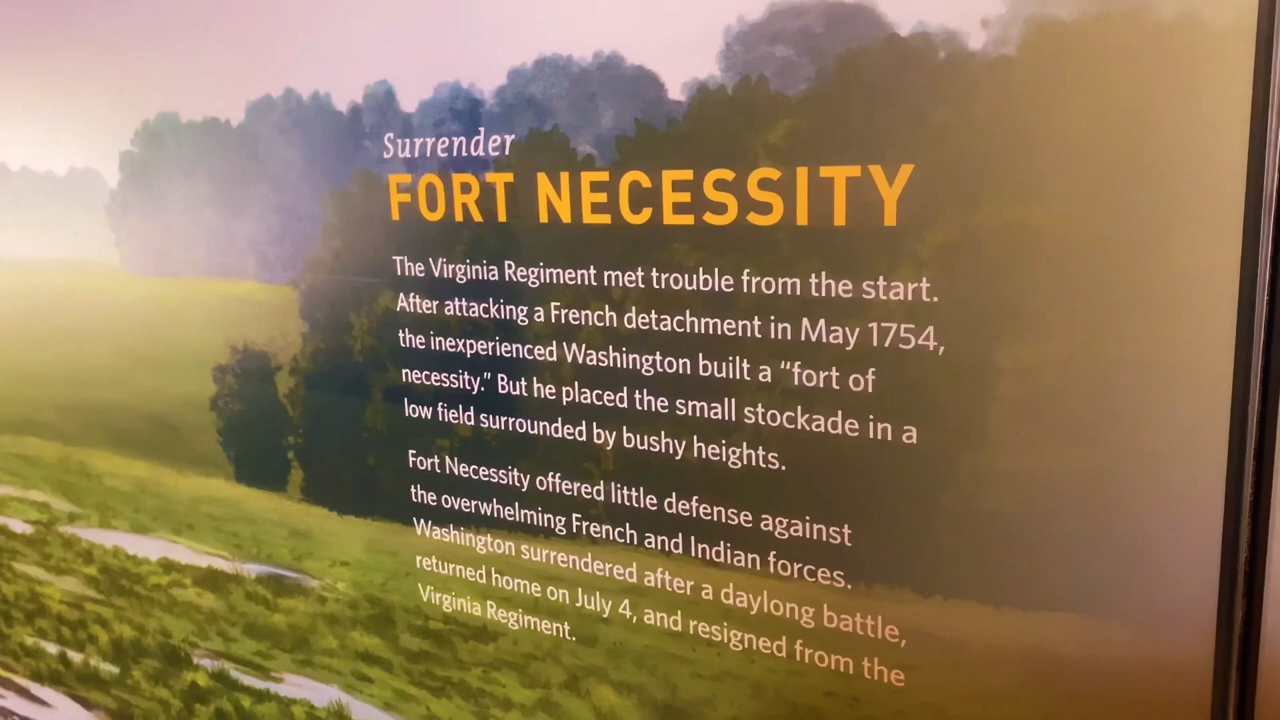 Surrender
FORT NECESSITY
The Virginia Regiment met trouble from the start.
After attacking a French detachment in May 1754,
the inexperienced Washington built a “fort of
necessity.” But he placed the small stockade in a
low field surrounded by bushy heights.
Fort Necessity offered little defense against
the overwhelming French and Indian forces.
Washington surrendered after a daylong battle,
returned home on July 4, and resigned from the
Virginia Regiment.